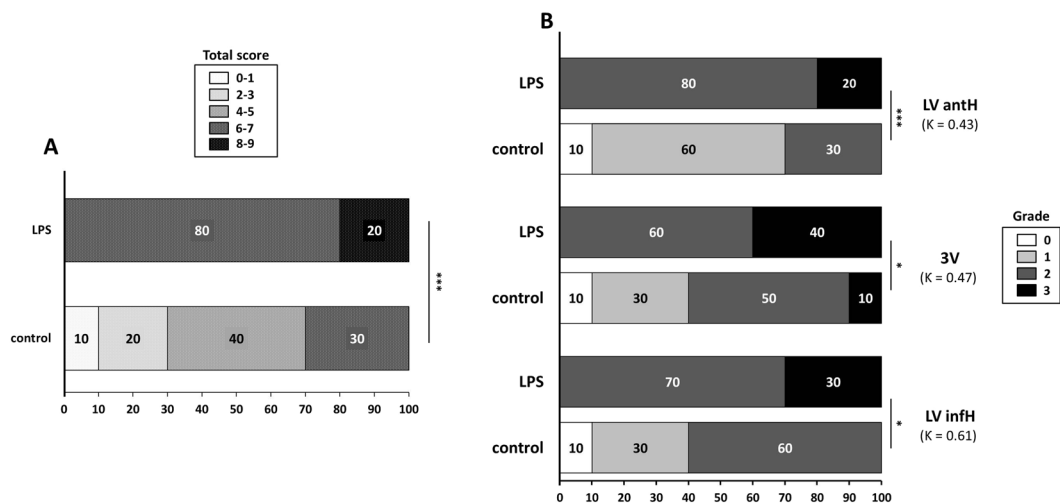 A
Total score
0-1
2-3
4-5
6-7
8-9
LPS
80
20
***
control
10
20
40
30
0 10 20 30 40 50 60 70 80 90 100
B
LPS
80
20
control
10
60
30
***
LV antH
(K = 0.43)
LPS
60
40
control
10
30
50
10
*
3V
(K = 0.47)
LPS
70
30
control
10
30
60
*
LV infH
(K = 0.61)
0 10 20 30 40 50 60 70 80 90 100
Grade
0
1
2
3